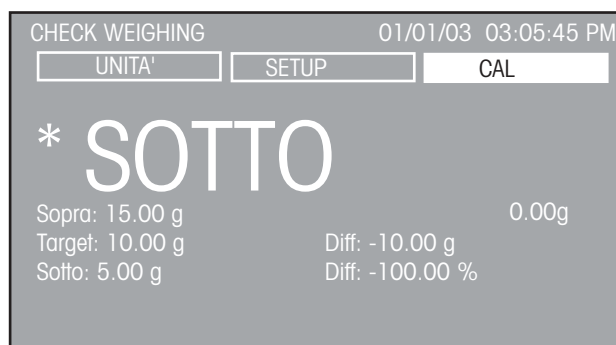 CHECK WEIGHING 01/01/03 03:05:45 PM
UNITA' SETUP CAL
* SOTTO
Sopra: 15.00 g 0.00g
Target: 10.00 g Diff: -10.00 g
Sotto: 5.00 g Diff: -100.00 %